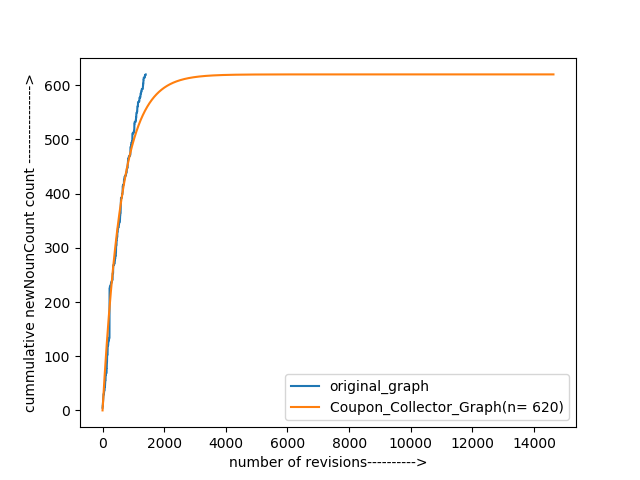 600
500
400
300
200
100
0
cummulative newNounCount count ---------------->
original_graph
Coupon_Collector_Graph(n= 620)
0 2000 4000 6000 8000 10000 12000 14000
number of revisions---------->